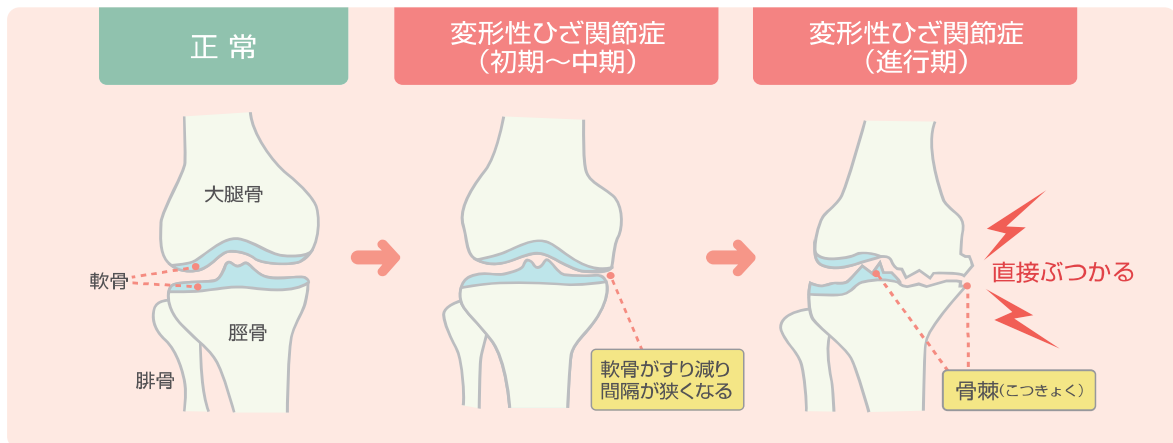 正常
変形性ひざ関節症
（初期～中期）
変形性ひざ関節症
（進行期）
大腿骨
軟骨
脛骨
腓骨
軟骨がすり減り
間隔が狭くなる
直接ぶつかる
骨棘（こつきょく）